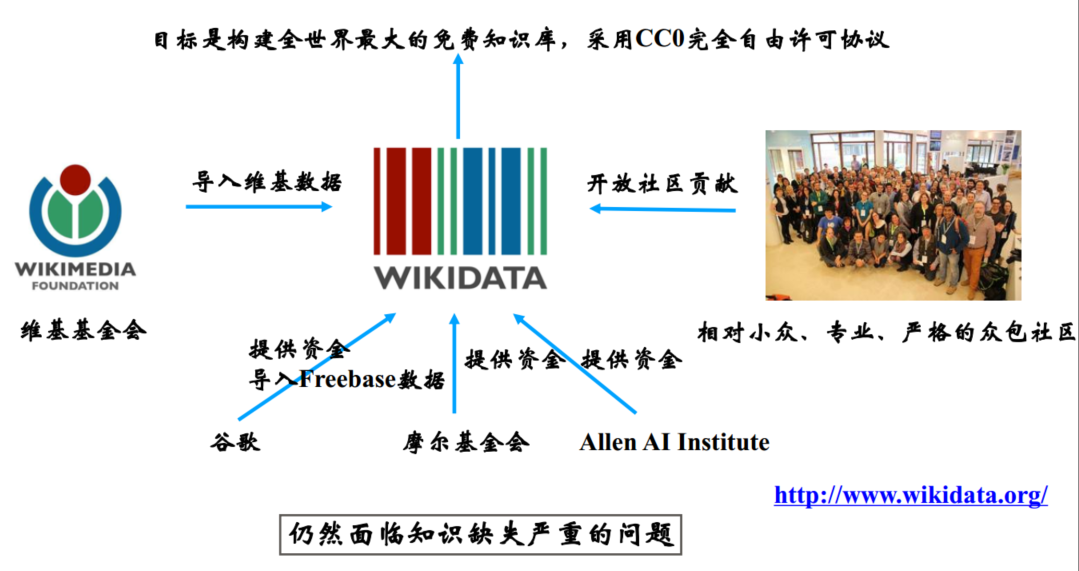 目标是构建全世界最大的免费知识库，采用CC0完全自由许可协议
导入维基数据
开放社区贡献
WIKIMEDIA
FOUNDATION
WIKIDATA
维基基金会
相对小众、专业、严格的众包社区
提供资金
导入Freebase数据
提供资金
提供资金
谷歌
摩尔基金会
Allen AI Institute
http://www.wikidata.org/
仍然面临知识缺失严重的问题